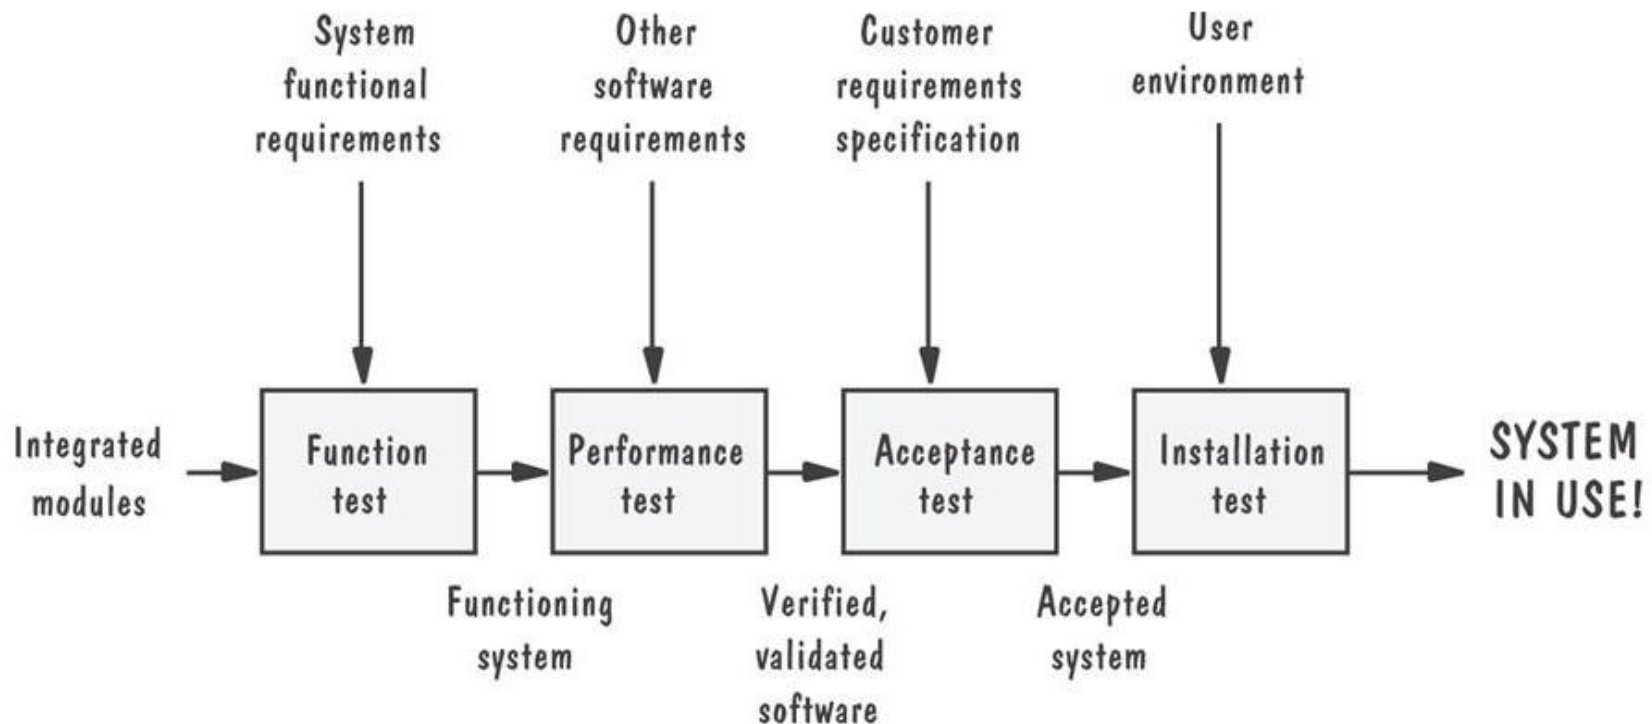 System
functional
requirements
Other
software
requirements
Customer
requirements
specification
User
environment
Integrated
modules
Function
test
Performance
test
Acceptance
test
Installation
test
SYSTEM
IN USE!
Functioning
system
Verified,
validated
software
Accepted
system